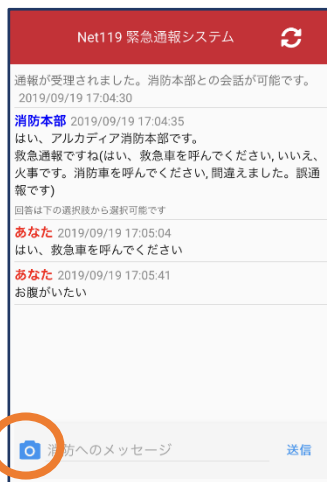 Net119 緊急通報システム
通報が受理されました。消防本部との会話が可能です。
2019/09/19 17:04:30
消防本部 2019/09/19 17:04:35
はい、アルカディア消防本部です。
救急通報ですね(はい、救急車を呼んでください, いいえ、
火事です。消防車を呼んでください, 間違えました。誤通
報です)
回答は下の選択肢から選択可能です
あなた 2019/09/19 17:05:04
はい、救急車を呼んでください
あなた 2019/09/19 17:05:41
お腹がいたい
消防へのメッセージ 送信